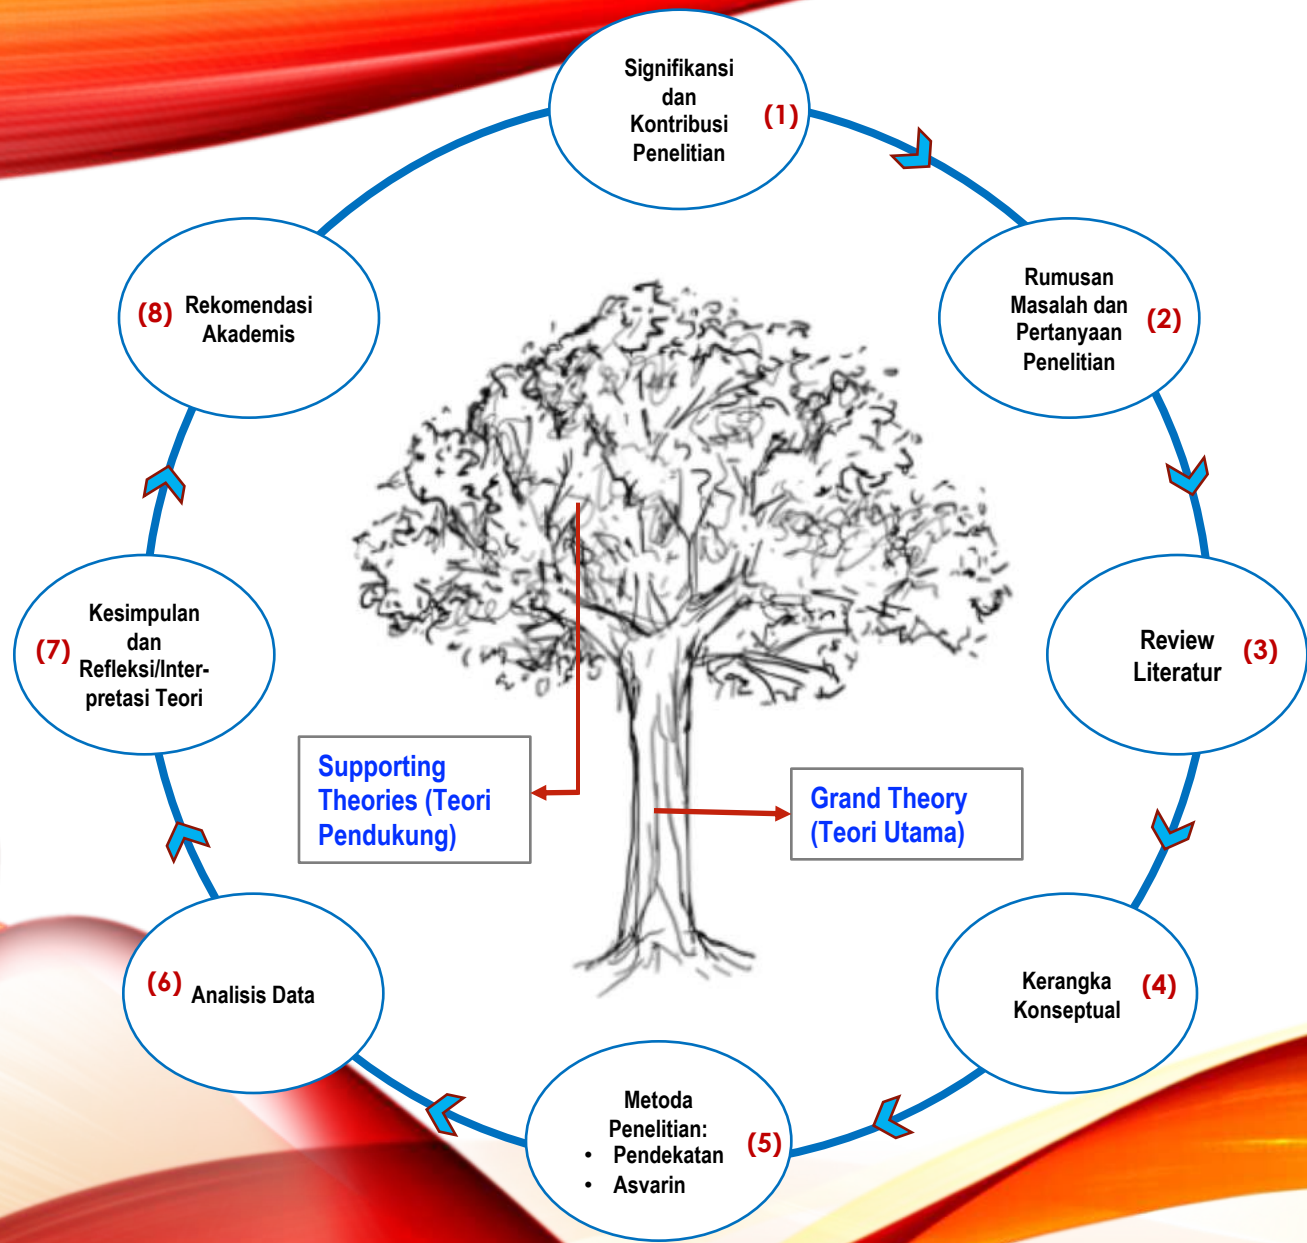 Signifikansi
dan
Kontribusi
Penelitian
(1)
Rumusan
Masalah dan
Pertanyaan
Penelitian
(2)
Review
Literatur
(3)
Kerangka
Konseptual
(4)
Metoda
Penelitian:
• Pendekatan
• Asvarin
(5)
(6) Analisis Data
(7)
Kesimpulan
dan
Refleksi/Inter-
pretasi Teori
(8) Rekomendasi
Akademis
Supporting
Theories (Teori
Pendukung)
Grand Theory
(Teori Utama)